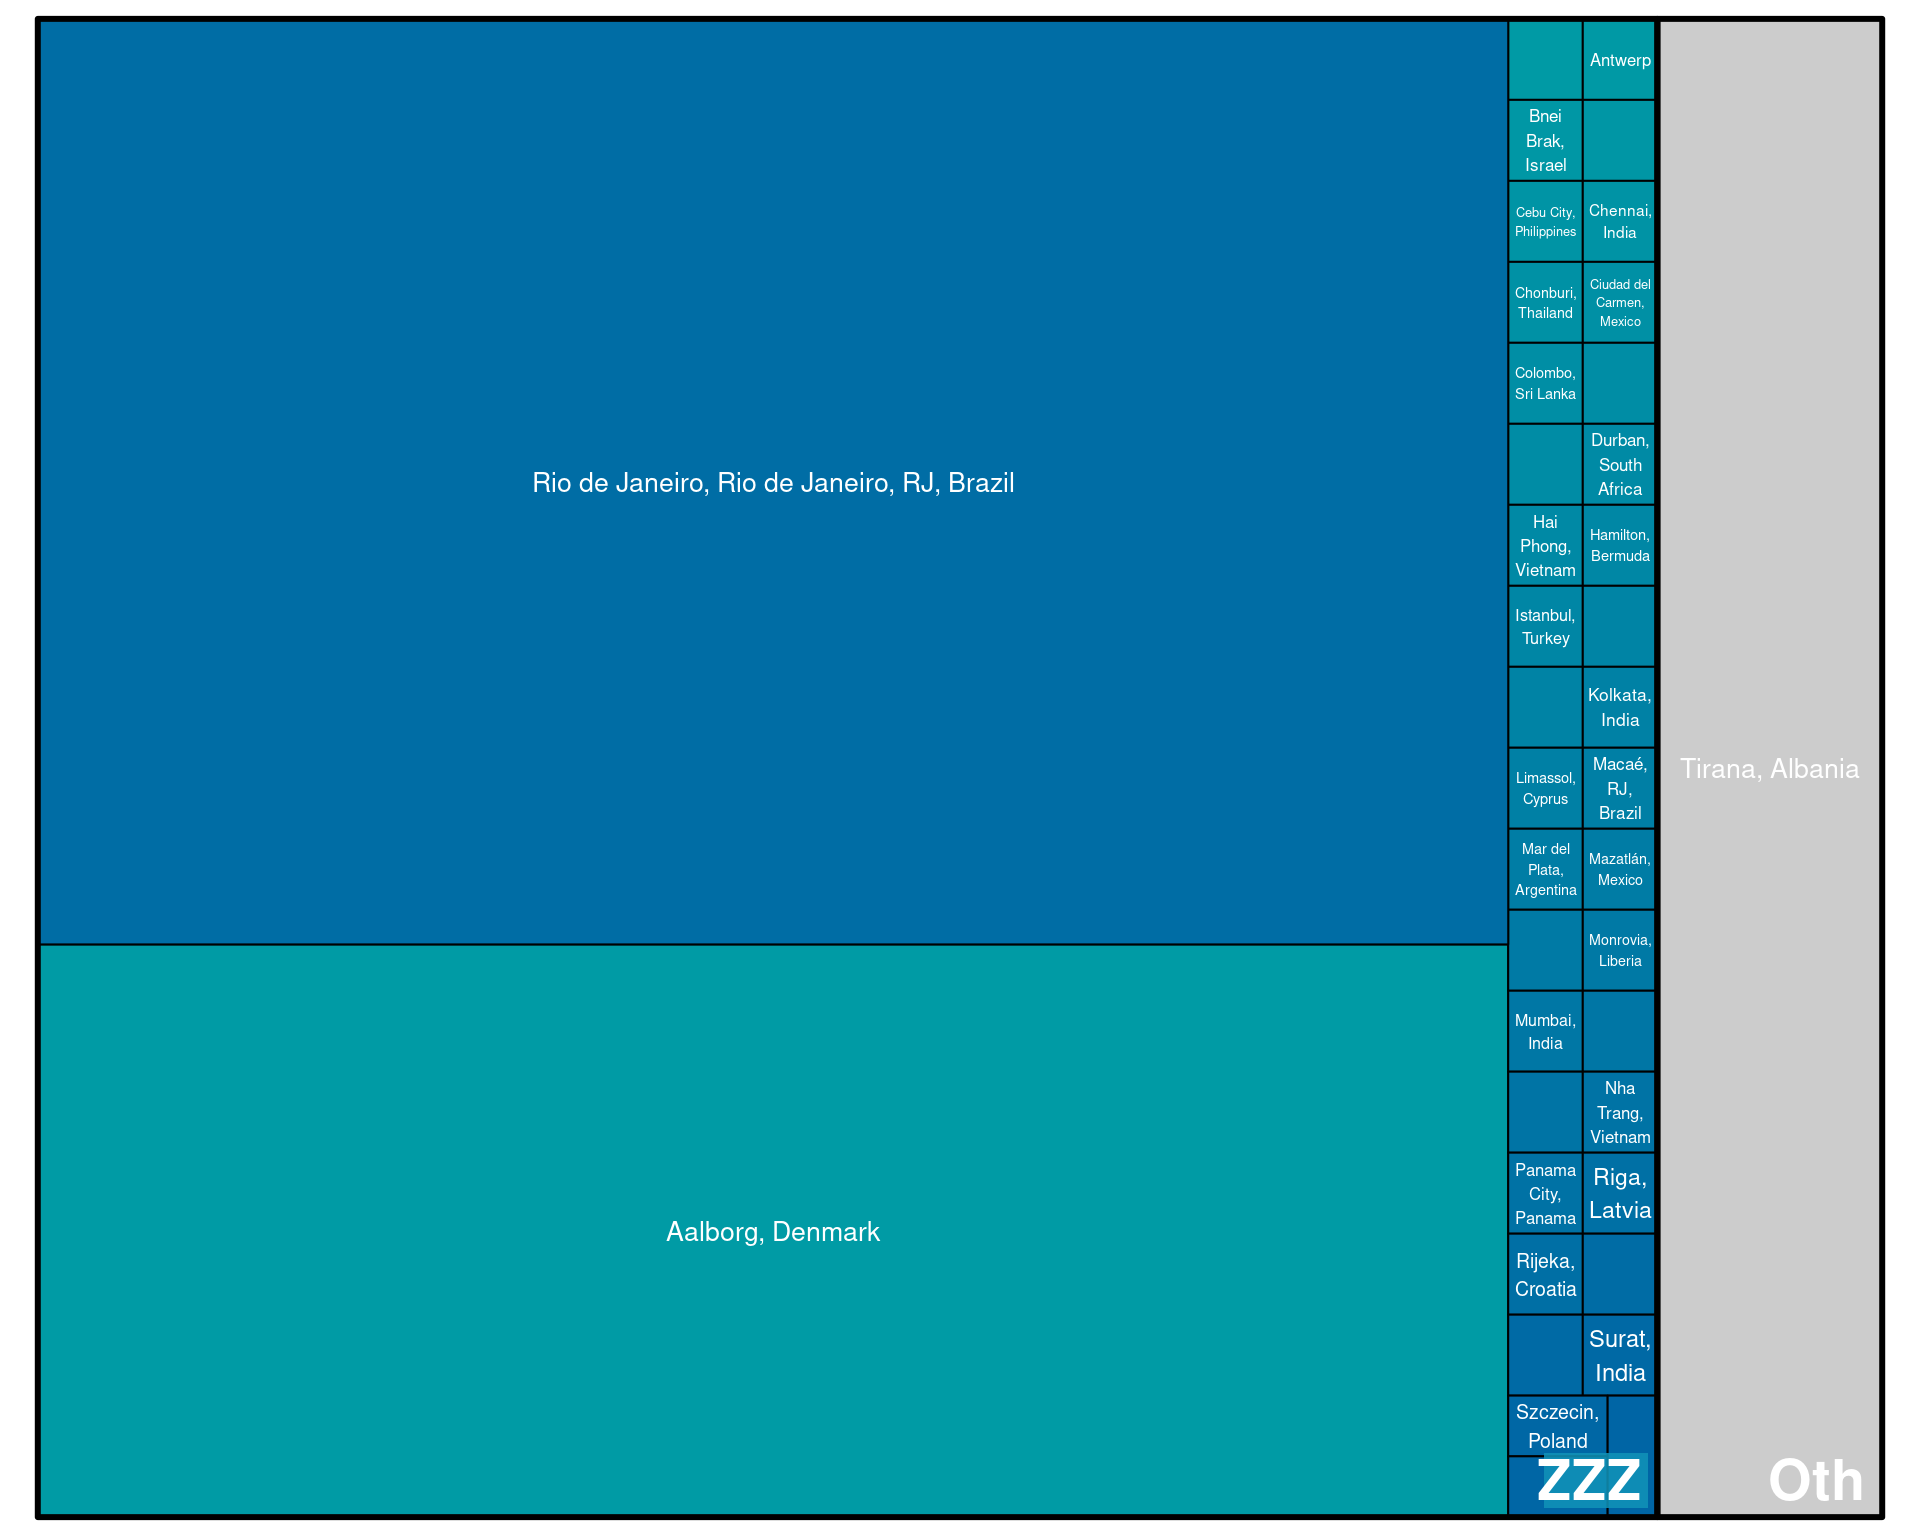 Rio de Janeiro, Rio de Janeiro, RJ, Brazil
Aalborg, Denmark
Antwerp
Bnei
Brak,
Israel
Cebu City,
Philippines
Chennai,
India
Chonburi,
Thailand
Ciudad del
Carmen,
Mexico
Colombo,
Sri Lanka
Durban,
South
Africa
Hai
Phong,
Vietnam
Hamilton,
Bermuda
Istanbul,
Turkey
Kolkata,
India
Limassol,
Cyprus
Macaé,
RJ,
Brazil
Mar del
Plata,
Argentina
Mazatlán,
Mexico
Monrovia,
Liberia
Mumbai,
India
Nha
Trang,
Vietnam
Panama
City,
Panama
Riga,
Latvia
Rijeka,
Croatia
Surat,
India
Szczecin,
Poland
ZZZ
Tirana, Albania
Oth